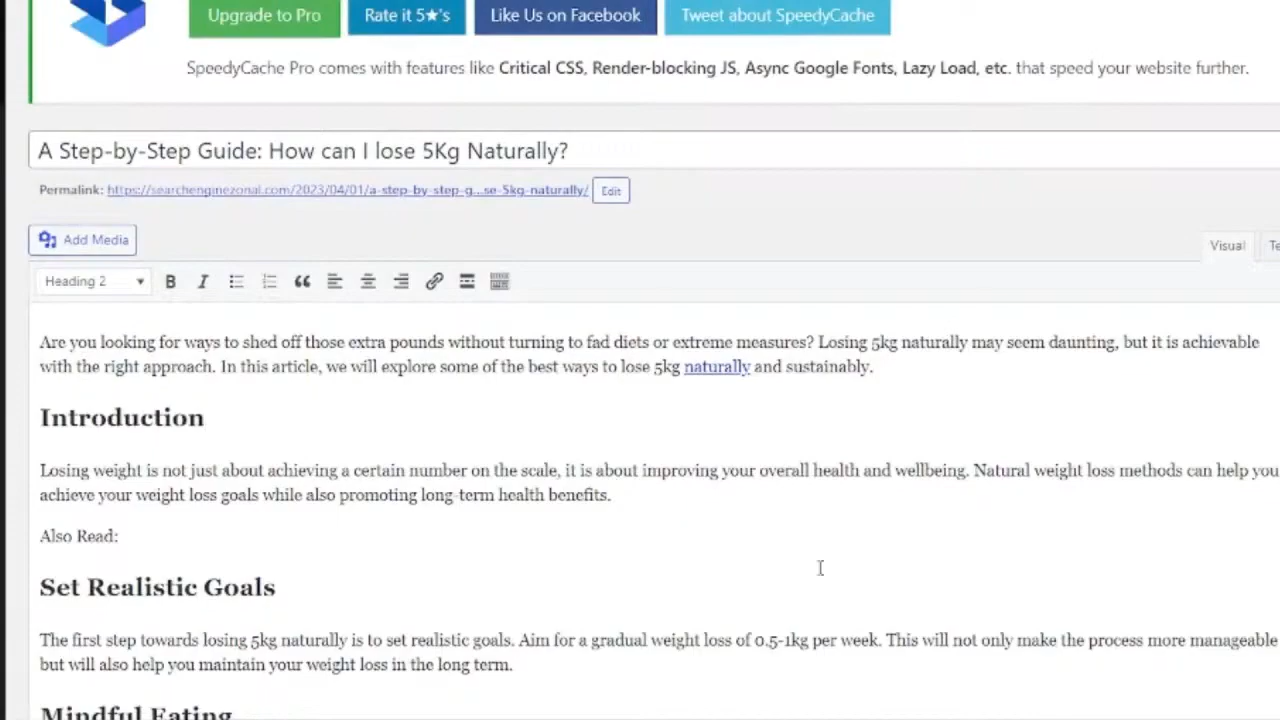 Upgrade to Pro
Rate it 5★'s
Like Us on Facebook
Tweet about SpeedyCache
SpeedyCache Pro comes with features like Critical CSS, Render-blocking JS, Async Google Fonts, Lazy Load, etc. that speed your website further.
A Step-by-Step Guide: How can I lose 5Kg Naturally?
Permalink: https://searchenginezonal.com/2023/04/01/a-step-by-step-g...se-5kg-naturally/ Edit
Add Media
Visual
Te
Heading 2
Are you looking for ways to shed off those extra pounds without turning to fad diets or extreme measures? Losing 5kg naturally may seem daunting, but it is achievable
with the right approach. In this article, we will explore some of the best ways to lose 5kg naturally and sustainably.
Introduction
Losing weight is not just about achieving a certain number on the scale, it is about improving your overall health and wellbeing. Natural weight loss methods can help you
achieve your weight loss goals while also promoting long-term health benefits.
Also Read:
Set Realistic Goals
The first step towards losing 5kg naturally is to set realistic goals. Aim for a gradual weight loss of 0.5-1kg per week. This will not only make the process more manageable
but will also help you maintain your weight loss in the long term.
Mindful Eating